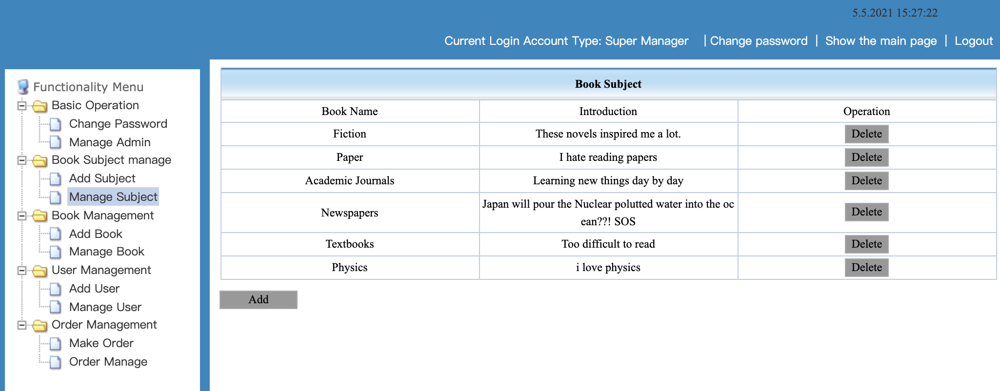 5.5.2021 15:27:22
Current Login Account Type: Super Manager | Change password | Show the main page | Logout
Functionality Menu
Basic Operation
Change Password
Manage Admin
Book Subject manage
Add Subject
Manage Subject
Book Management
Add Book
Manage Book
User Management
Add User
Manage User
Order Management
Make Order
Order Manage
Book Subject
Book Name Introduction Operation
Fiction These novels inspired me a lot. Delete
Paper I hate reading papers Delete
Academic Journals Learning new things day by day Delete
Newspapers Japan will pour the Nuclear polutted water into the oc
ean??! SOS Delete
Textbooks Too difficult to read Delete
Physics i love physics Delete
Add